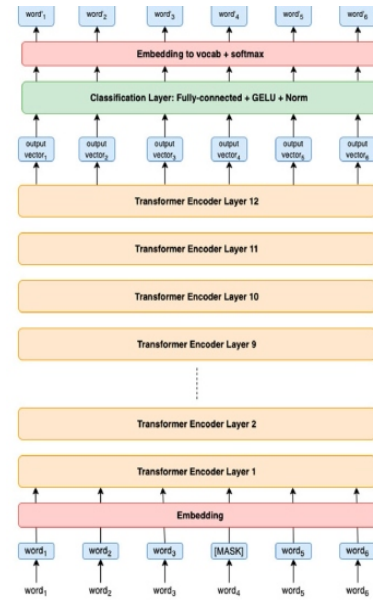 word'1 word'2 word'3 word'4 word'5 word'6
Embedding to vocab + softmax
Classification Layer: Fully-connected + GELU + Norm
output vector1 output vector2 output vector3 output vector4 output vector5 output vector6
Transformer Encoder Layer 12
Transformer Encoder Layer 11
Transformer Encoder Layer 10
Transformer Encoder Layer 9
Transformer Encoder Layer 2
Transformer Encoder Layer 1
Embedding
word1 word2 word3 [MASK] word5 word6
word1 word2 word3 word4 word5 word6